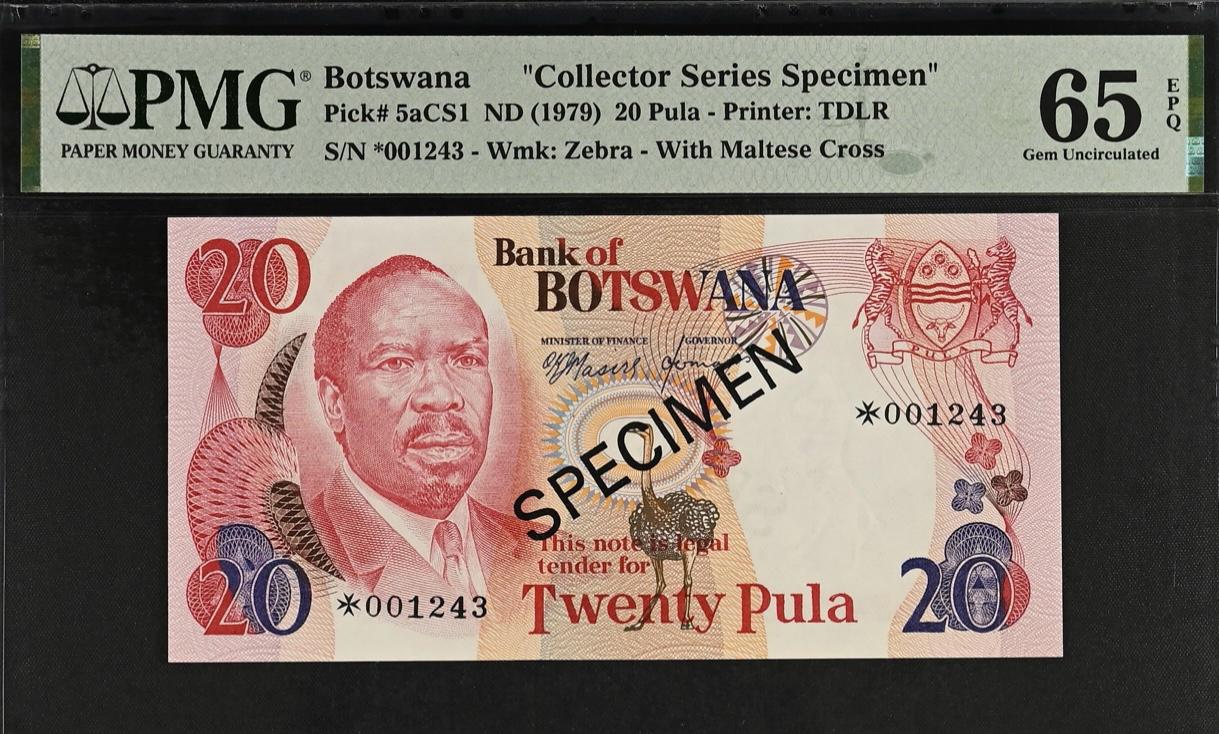 PMG® Botswana "Collector Series Specimen"
Pick# 5aCS1 ND (1979) 20 Pula - Printer: TDLR
PAPER MONEY GUARANTY S/N *001243 - Wmk: Zebra - With Maltese Cross
65 EPQ
Gem Uncirculated
20
Bank of
BOTSWANA
MINISTER OF FINANCE GOVERNOR
SPECIMEN
PULA
*001243
This note is legal
tender for
Twenty Pula
20
*001243
20